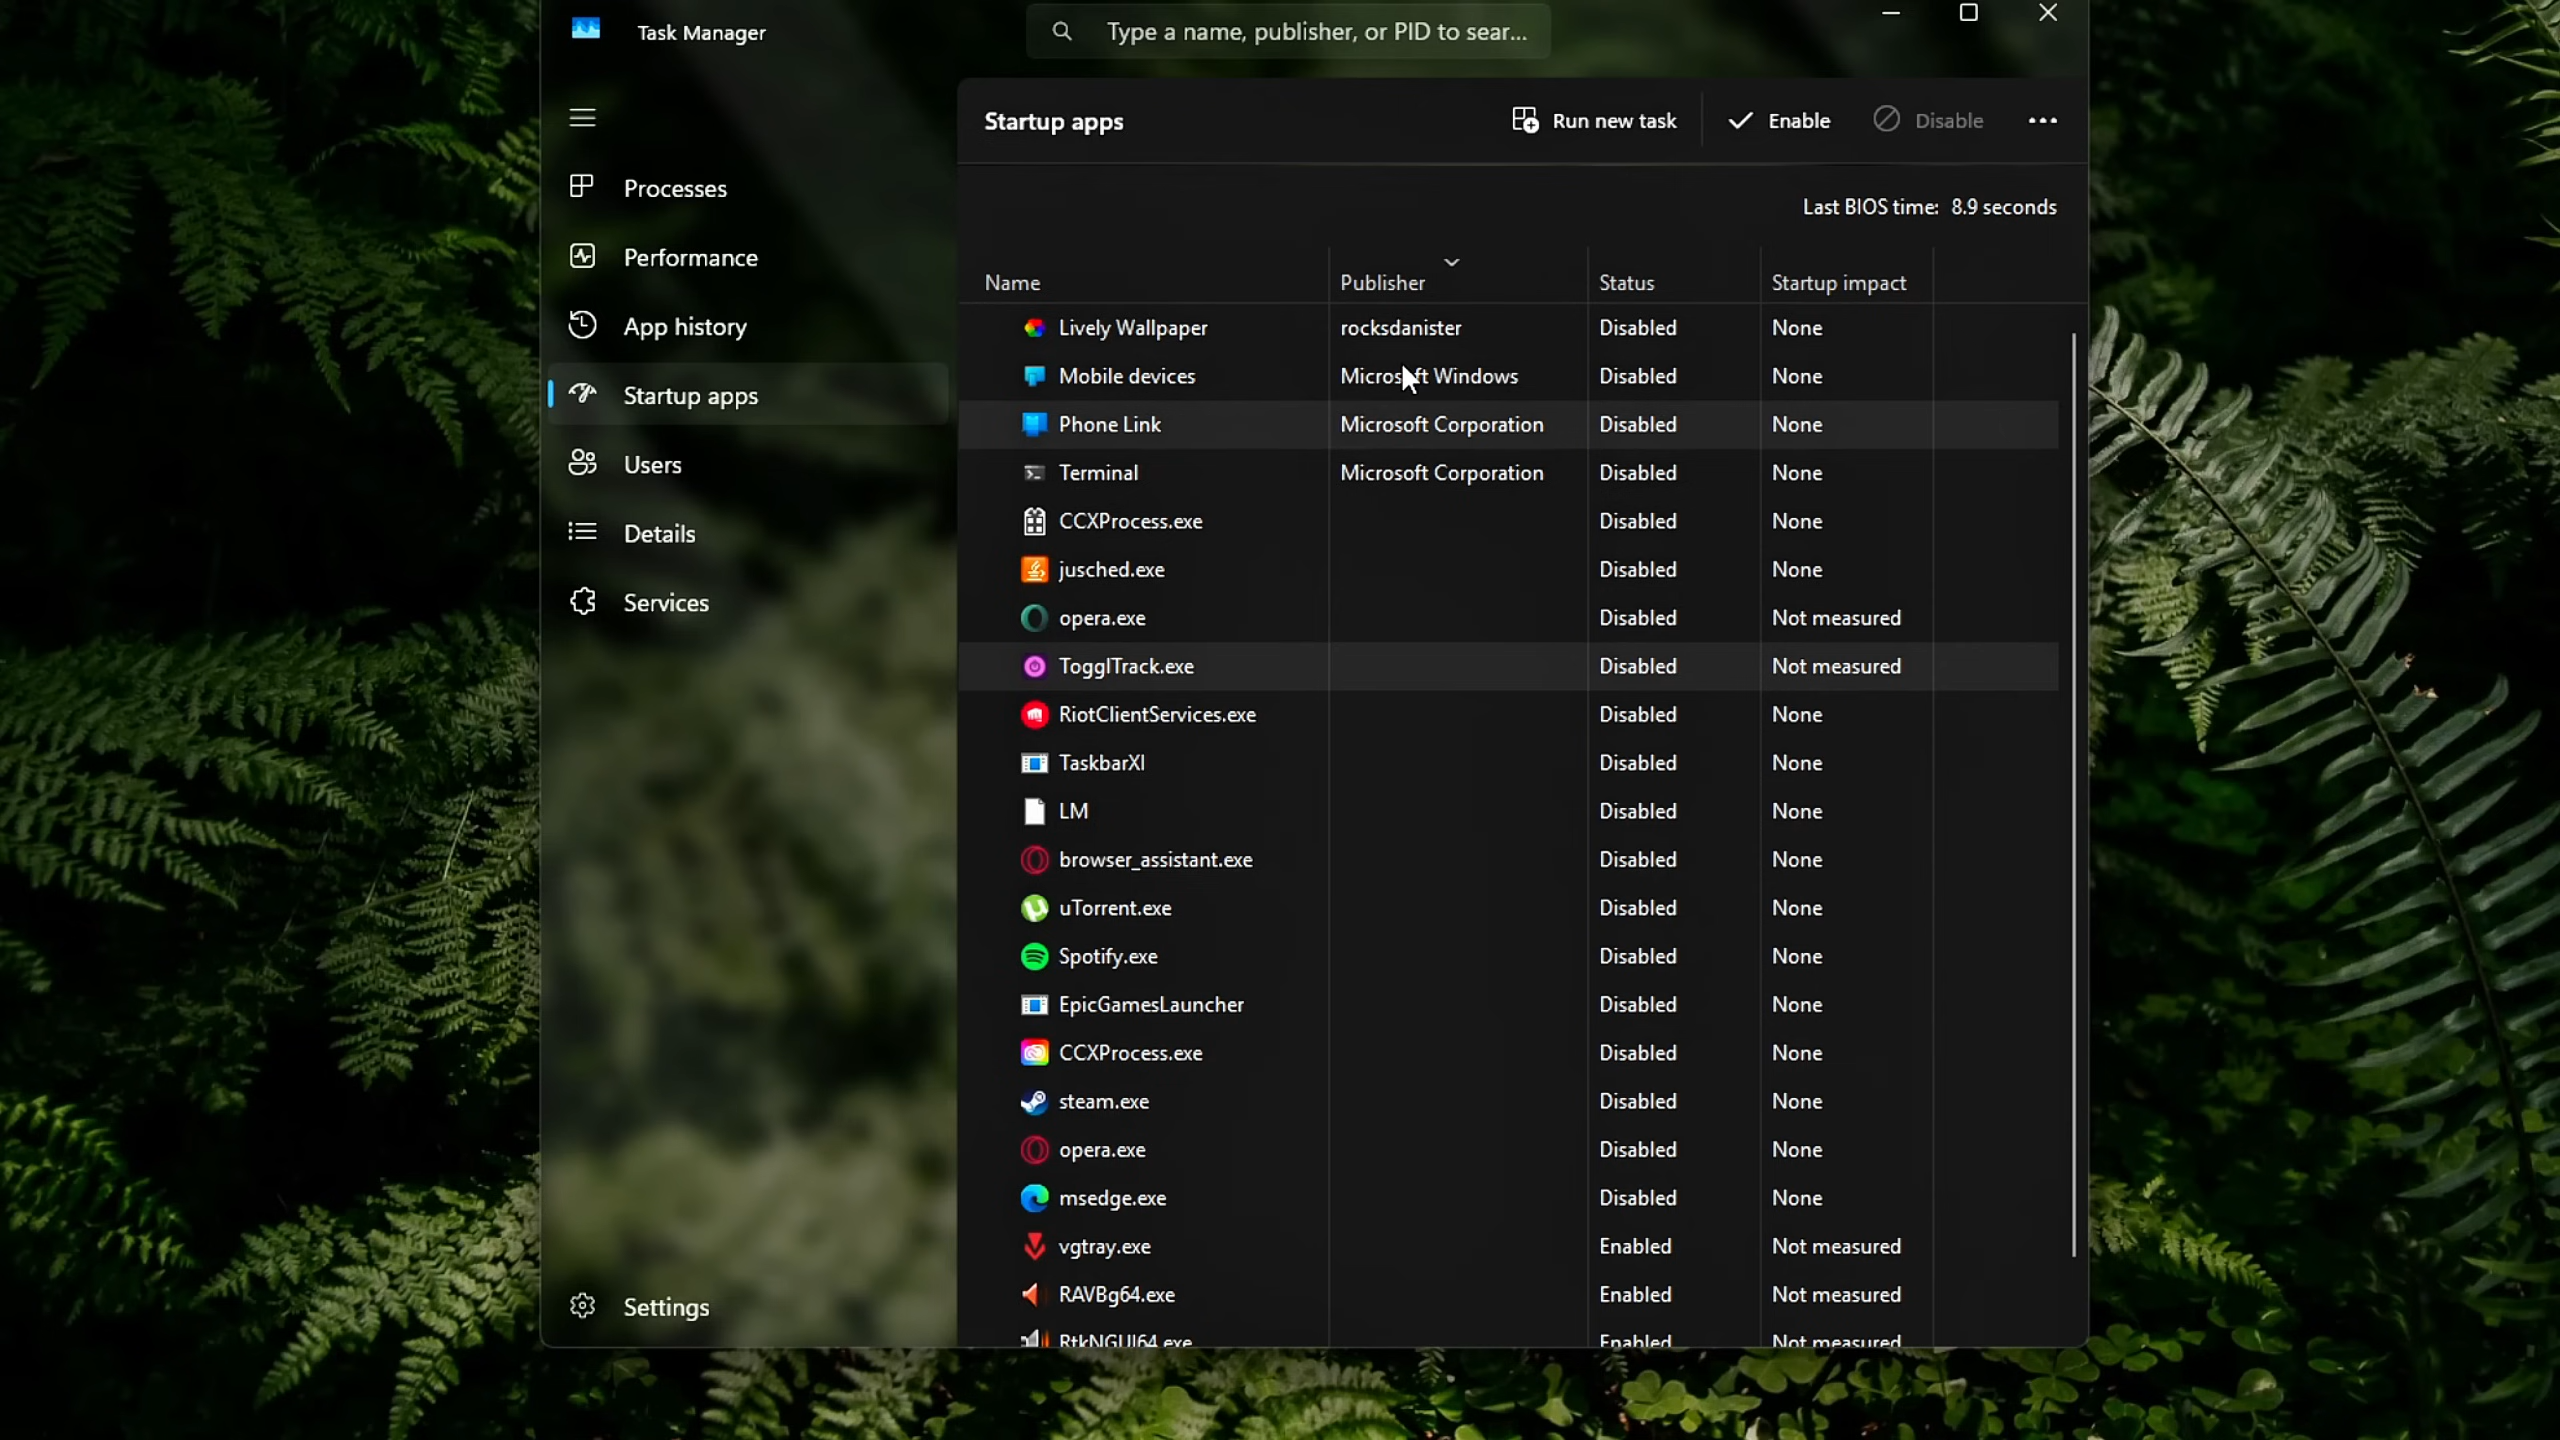 Task Manager
Type a name, publisher, or PID to sear...
Startup apps
Run new task
Enable
Disable
Processes
Performance
App history
Startup apps
Users
Details
Services
Settings
Last BIOS time: 8.9 seconds
Name Publisher Status Startup impact
Lively Wallpaper rocksdanister Disabled None
Mobile devices Microsoft Windows Disabled None
Phone Link Microsoft Corporation Disabled None
Terminal Microsoft Corporation Disabled None
CCXProcess.exe Disabled None
jusched.exe Disabled None
opera.exe Disabled Not measured
TogglTrack.exe Disabled Not measured
RiotClientServices.exe Disabled None
TaskbarXI Disabled None
LM Disabled None
browser_assistant.exe Disabled None
uTorrent.exe Disabled None
Spotify.exe Disabled None
EpicGamesLauncher Disabled None
CCXProcess.exe Disabled None
steam.exe Disabled None
opera.exe Disabled None
msedge.exe Disabled None
vgtray.exe Enabled Not measured
RAVBg64.exe Enabled Not measured
RtkNGUI64.exe Enabled Not measured